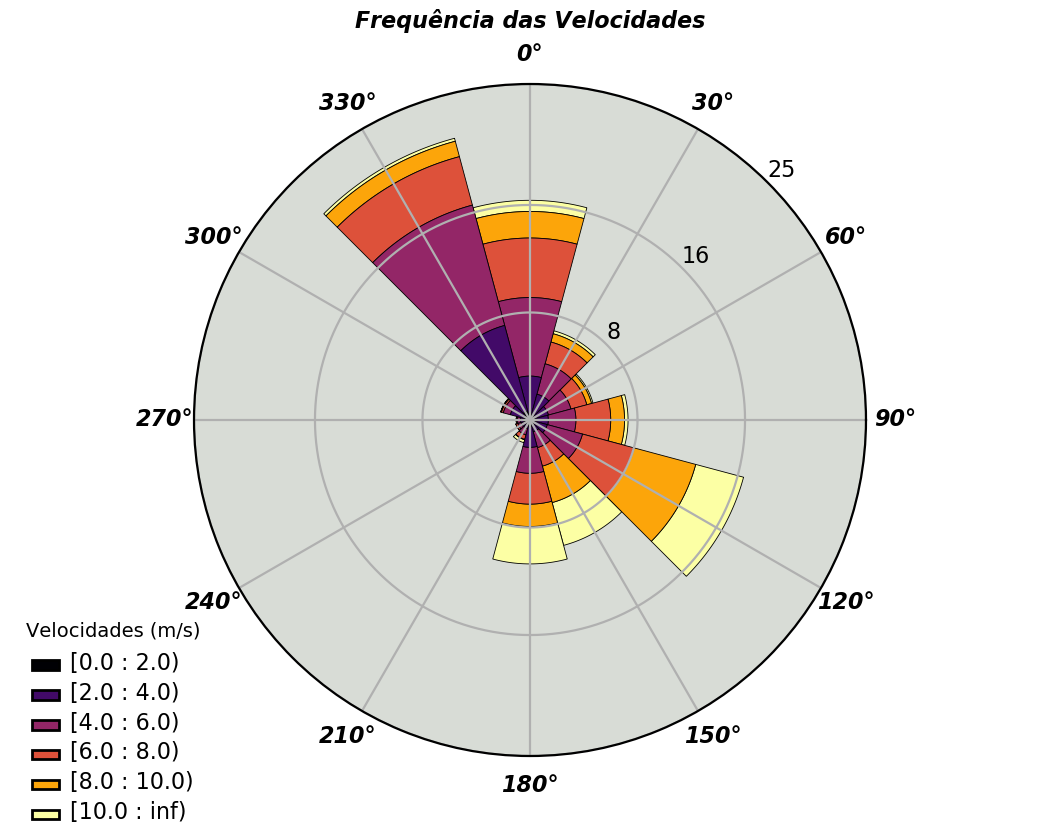 Frequência das Velocidades
0°
330°
30°
25
300°
60°
16
8
270°
90°
240°
120°
210°
150°
180°
Velocidades (m/s)
[0.0 : 2.0)
[2.0 : 4.0)
[4.0 : 6.0)
[6.0 : 8.0)
[8.0 : 10.0)
[10.0 : inf)